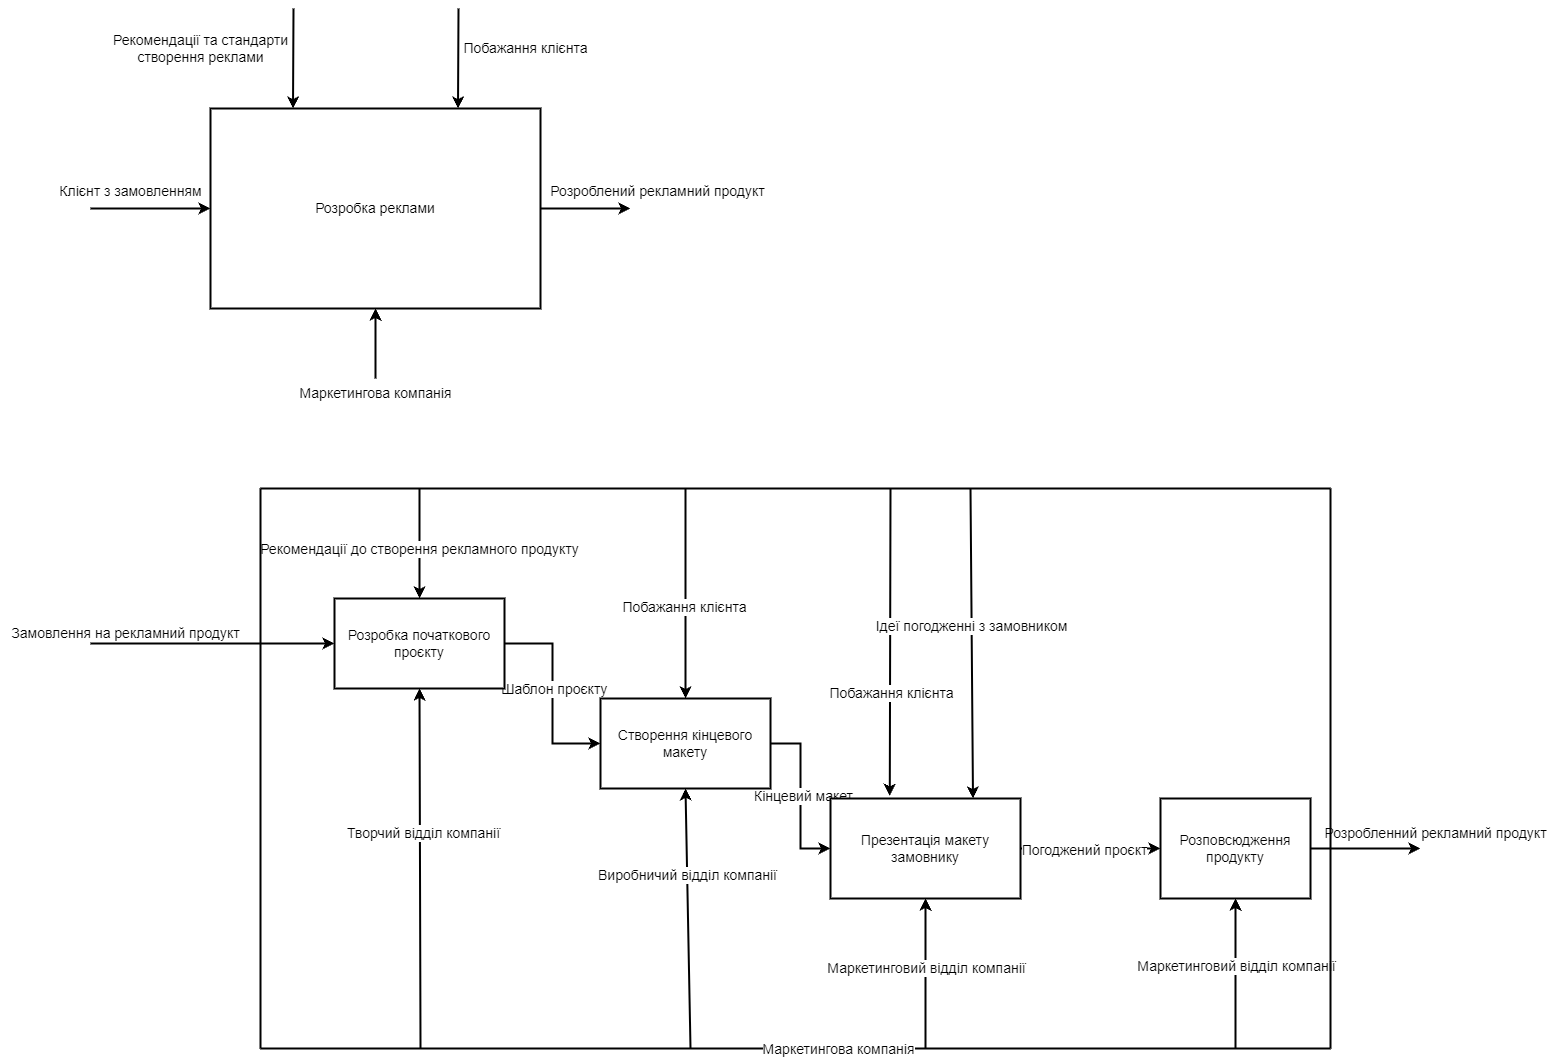 Рекомендації та стандарти
створення реклами
Побажання клієнта
Клієнт з замовленням
Розробка реклами
Розроблений рекламний продукт
Маркетингова компанія
Рекомендації до створення рекламного продукту
Побажання клієнта
Ідеї погодженні з замовником
Замовлення на рекламний продукт
Розробка початкового
проєкту
Шаблон проєкту
Побажання клієнта
Створення кінцевого
макету
Кінцевий макет
Творчий відділ компанії
Презентація макету
замовнику
Погоджений проєкт
Розповсюдження
продукту
Розробленний рекламний продукт
Виробничий відділ компанії
Маркетинговий відділ компанії
Маркетинговий відділ компанії
Маркетингова компанія